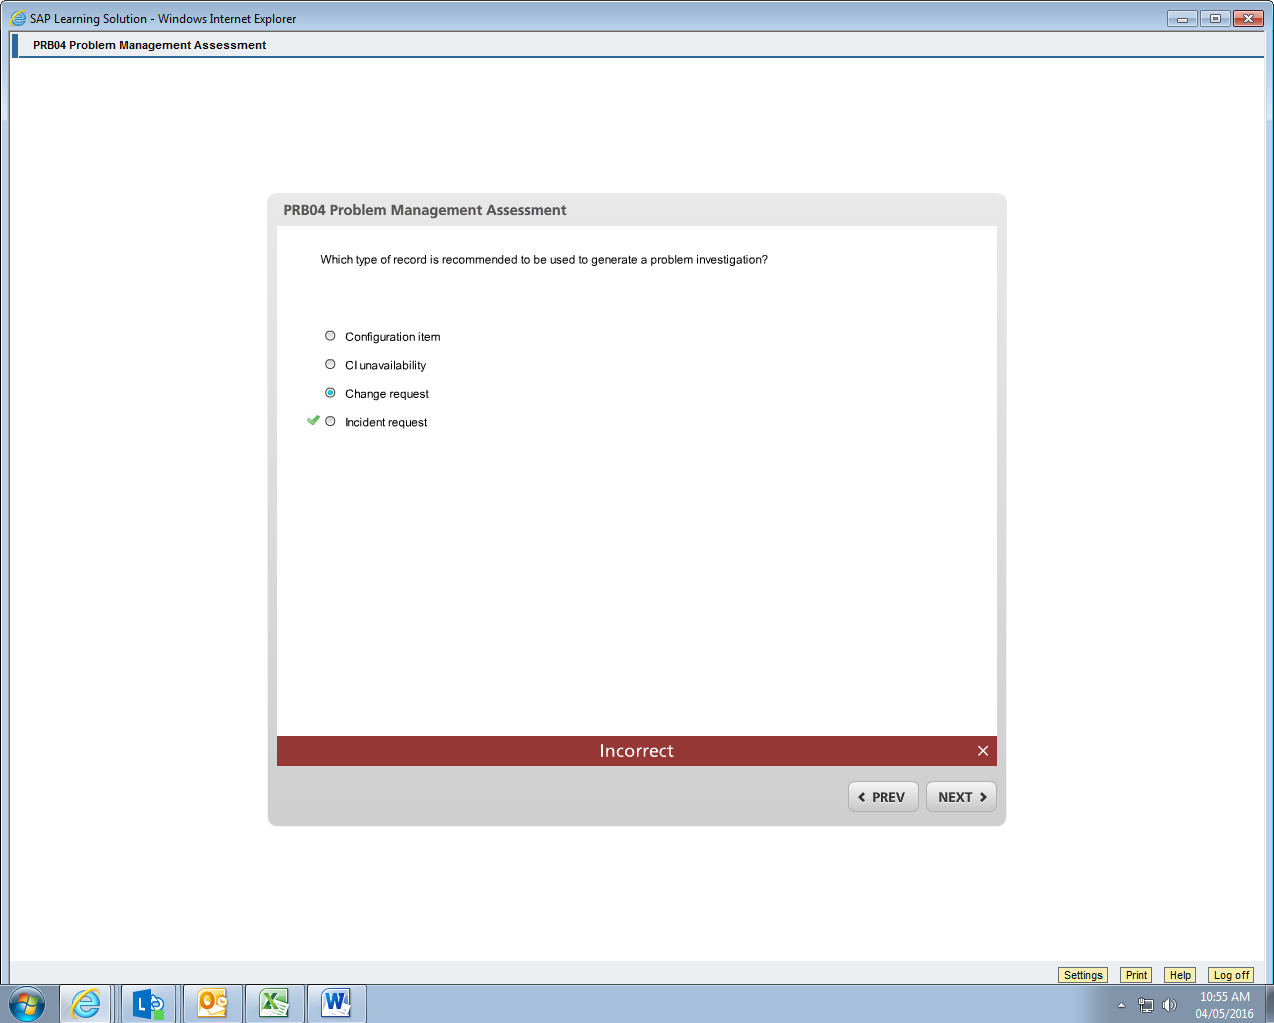 SAP Learning Solution - Windows Internet Explorer
PRB04 Problem Management Assessment
PRB04 Problem Management Assessment
Which type of record is recommended to be used to generate a problem investigation?
Configuration item
CI unavailability
Change request
Incident request
Incorrect
PREV
NEXT
Settings
Print
Help
Log off
10:55 AM
04/05/2016